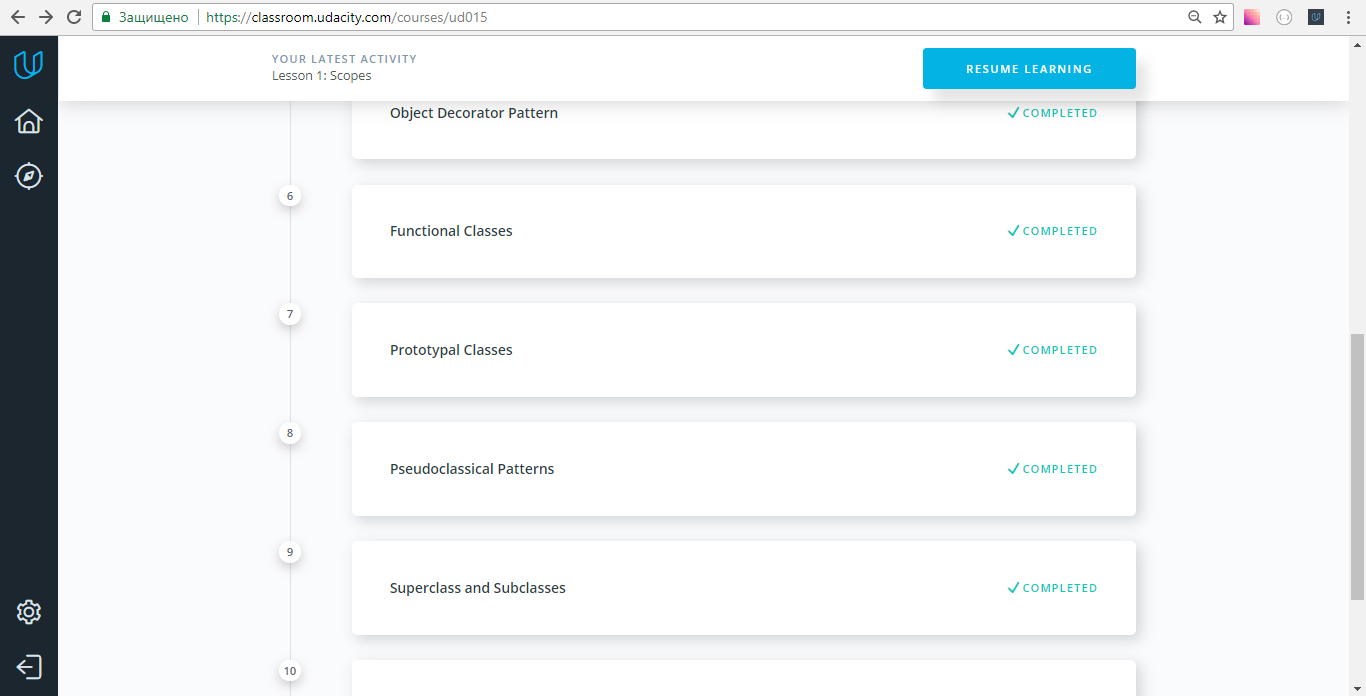 Защищено
https://classroom.udacity.com/courses/ud015
YOUR LATEST ACTIVITY
Lesson 1: Scopes
RESUME LEARNING
Object Decorator Pattern
COMPLETED
6
Functional Classes
COMPLETED
7
Prototypal Classes
COMPLETED
8
Pseudoclassical Patterns
COMPLETED
9
Superclass and Subclasses
COMPLETED
10